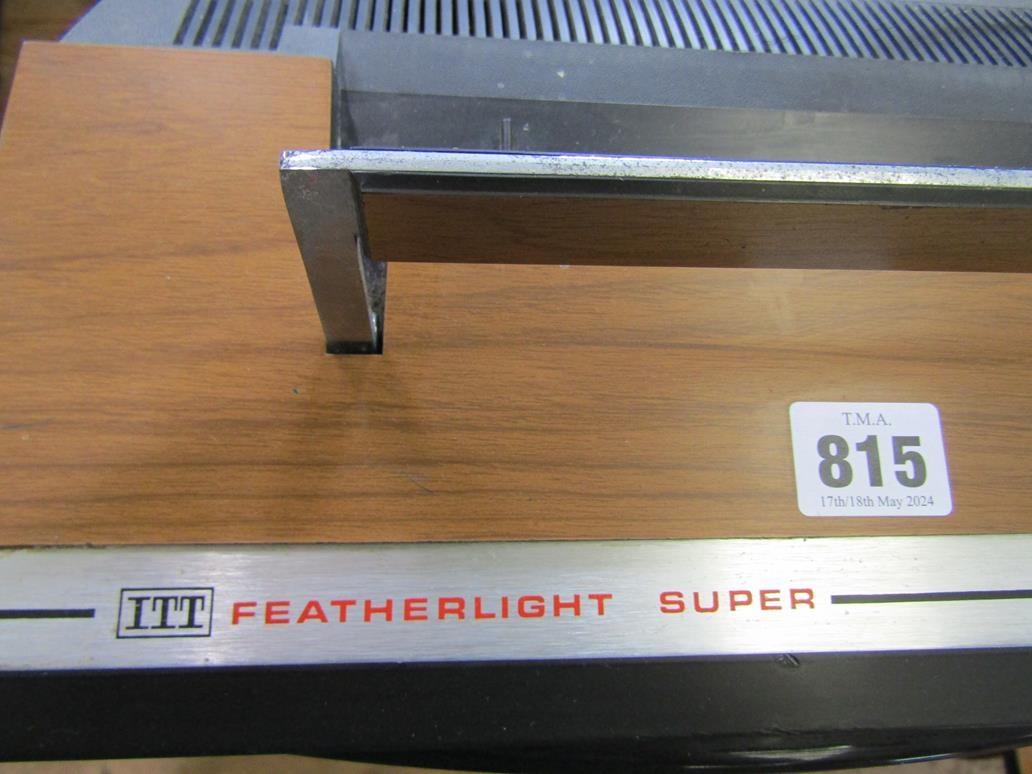 T.M.A.
815
17th/18th May 2024
ITT FEATHERLIGHT SUPER